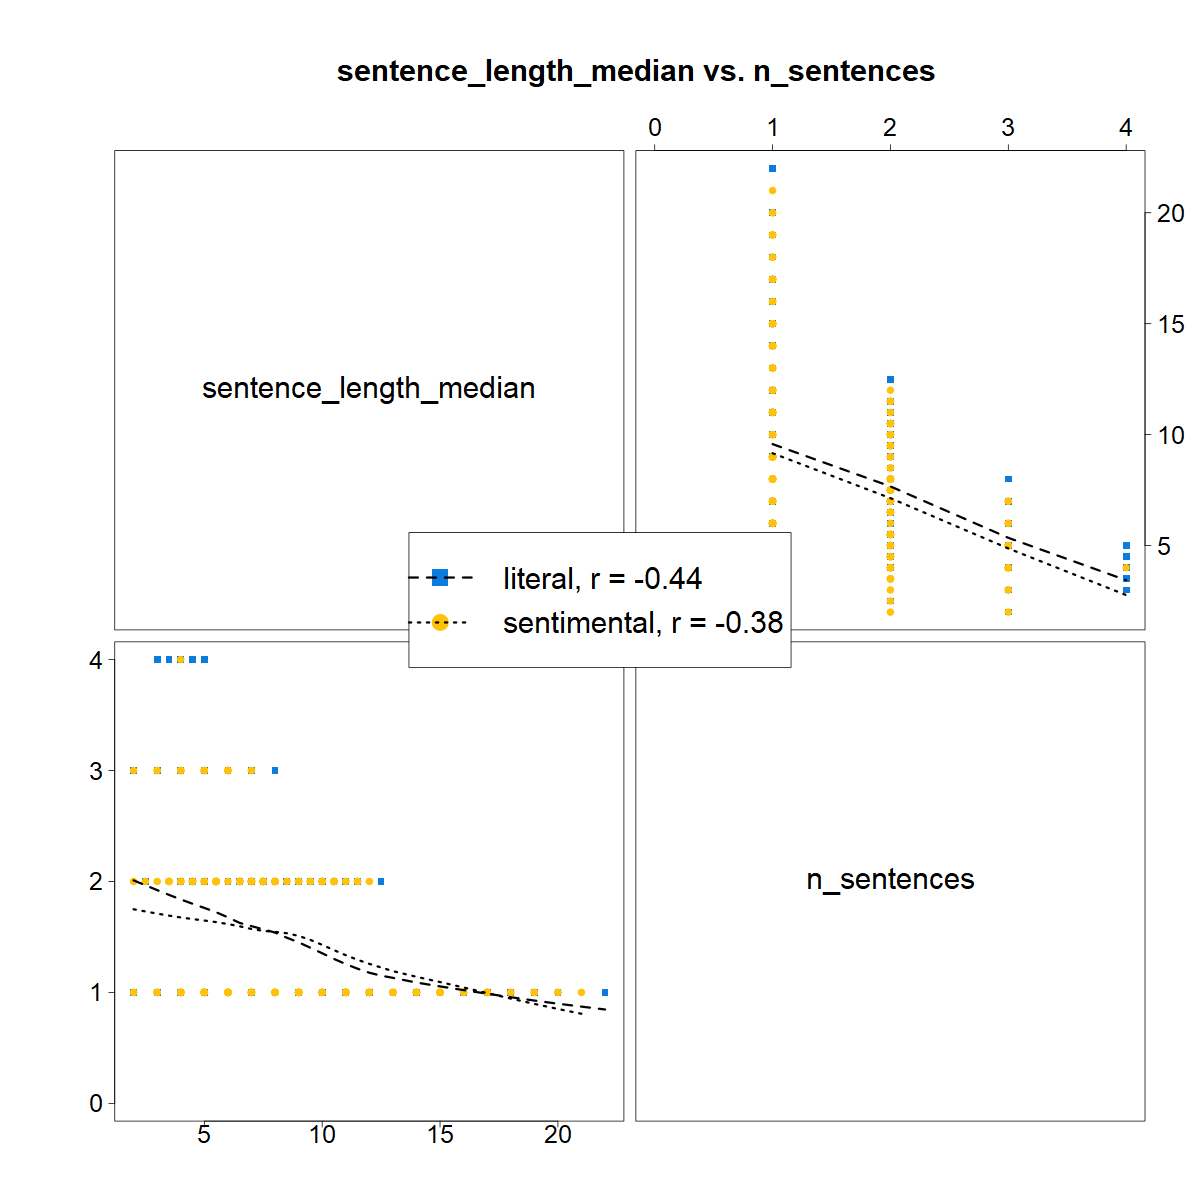 sentence_length_median vs. n_sentences
0 1 2 3 4
20
15
10
5
sentence_length_median
literal, r = -0.44
sentimental, r = -0.38
4
3
2
1
0
n_sentences
5 10 15 20